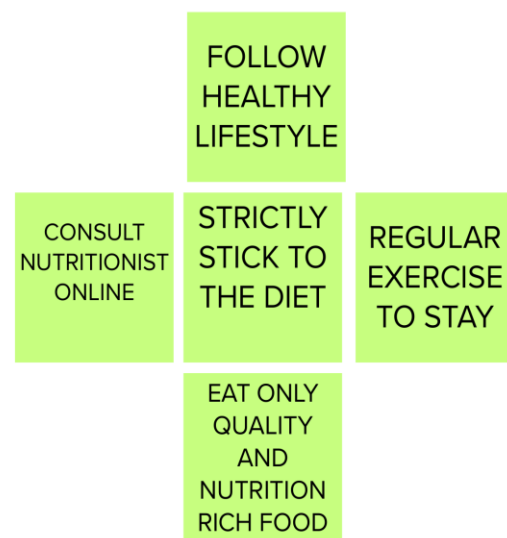 FOLLOW
HEALTHY
LIFESTYLE
CONSULT
NUTRITIONIST
ONLINE
STRICTLY
STICK TO
THE DIET
REGULAR
EXERCISE
TO STAY
EAT ONLY
QUALITY
AND
NUTRITION
RICH FOOD